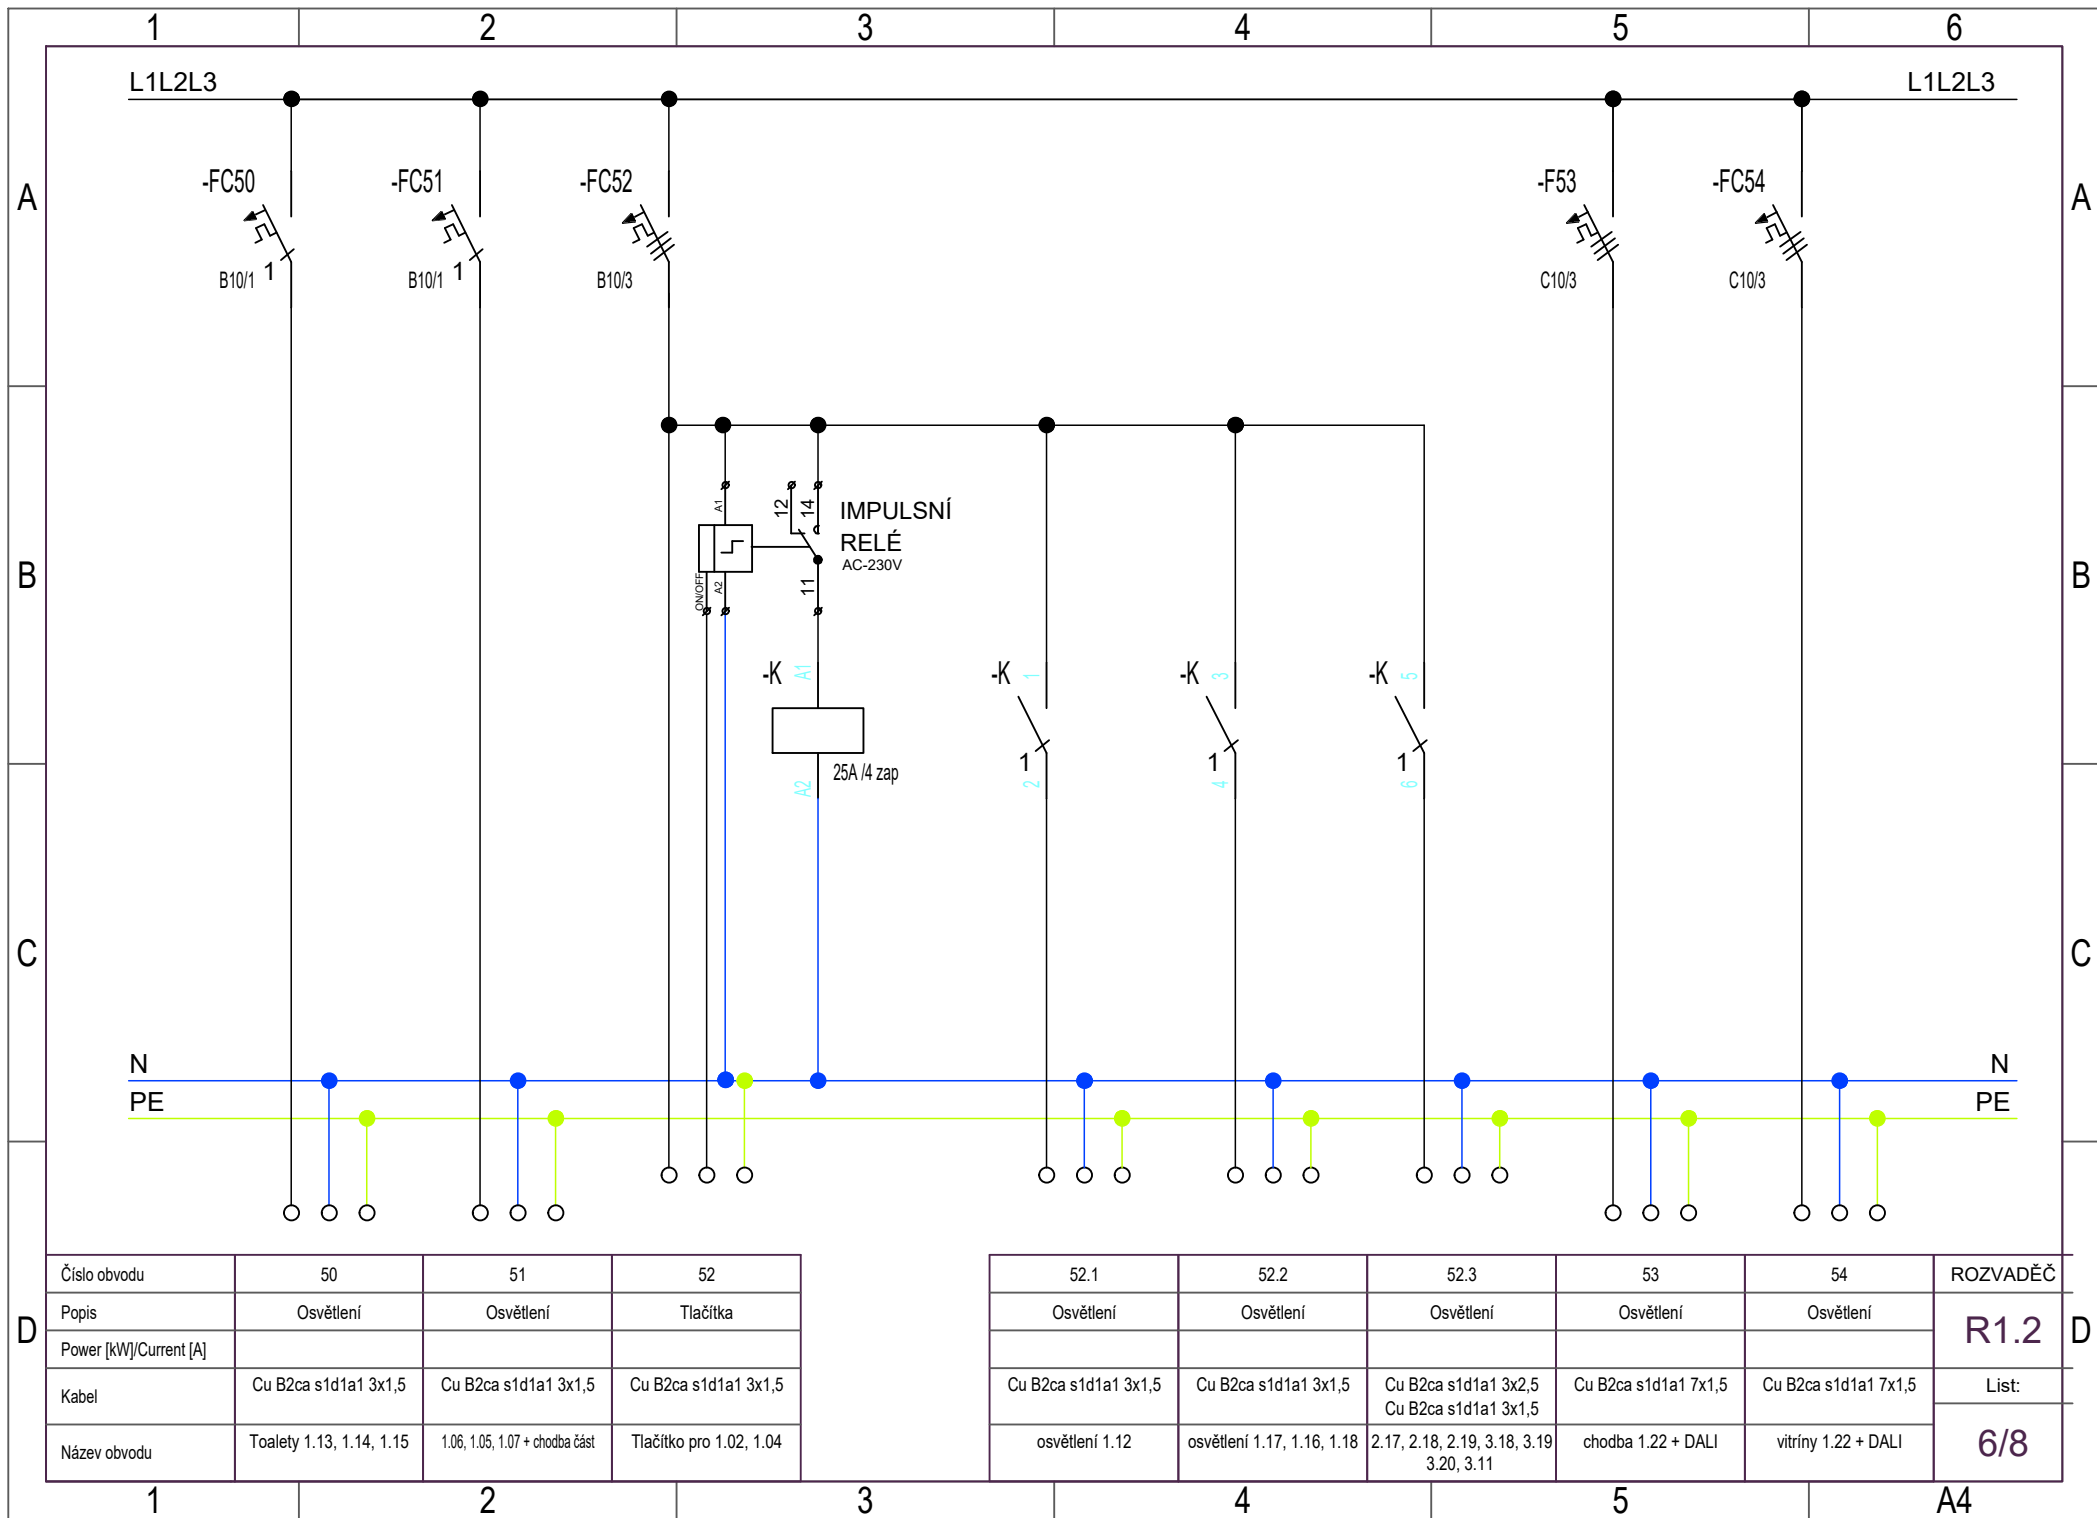 1 2 3 4 5 6
L1L2L3 L1L2L3
A -FC50 -FC51 -FC52 -F53 -FC54 A
B10/1 1 B10/1 1 B10/3 C10/3 C10/3
A1 12 14 IMPULSNÍ
RELÉ
AC-230V
B ON/OFF A2 11 B
-K A1 -K 1 -K 3 -K 5
1 1 1
25A /4 zap
A2 2 4 6
C C
N N
PE PE
Číslo obvodu 50 51 52 52.1 52.2 52.3 53 54 ROZVADĚČ
Popis Osvětlení Osvětlení Tlačítka Osvětlení Osvětlení Osvětlení Osvětlení Osvětlení
D R1.2 D
Power [kW]/Current [A]
Kabel Cu B2ca s1d1a1 3x1,5 Cu B2ca s1d1a1 3x1,5 Cu B2ca s1d1a1 3x1,5 Cu B2ca s1d1a1 3x1,5 Cu B2ca s1d1a1 3x1,5 Cu B2ca s1d1a1 3x2,5 Cu B2ca s1d1a1 7x1,5 Cu B2ca s1d1a1 7x1,5 List:
Cu B2ca s1d1a1 3x1,5
Název obvodu Toalety 1.13, 1.14, 1.15 1.06, 1.05, 1.07 + chodba část Tlačítko pro 1.02, 1.04 osvětlení 1.12 osvětlení 1.17, 1.16, 1.18 2.17, 2.18, 2.19, 3.18, 3.19 chodba 1.22 + DALI vitríny 1.22 + DALI 6/8
3.20, 3.11
1 2 3 4 5 A4